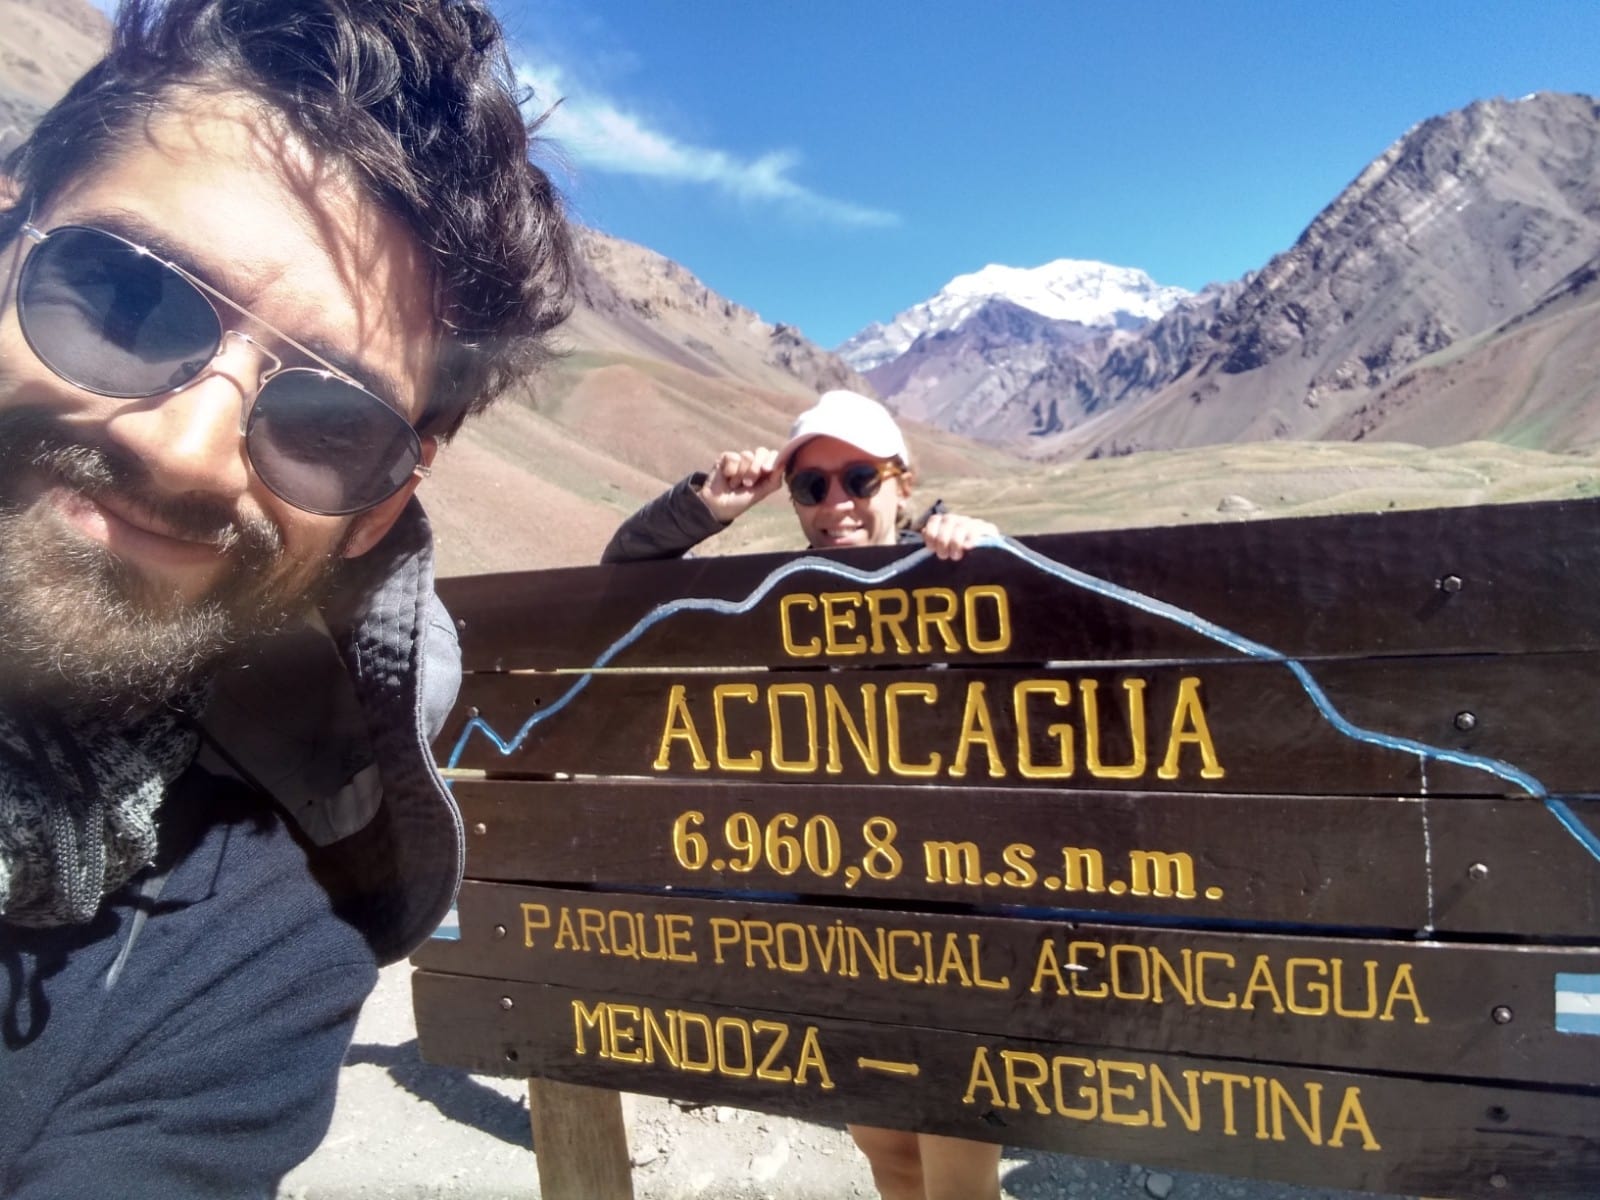 CERRO
ACONCAGUA
6.960,8 m.s.n.m.
PARQUE PROVINCIAL ACONCAGUA
MENDOZA — ARGENTINA